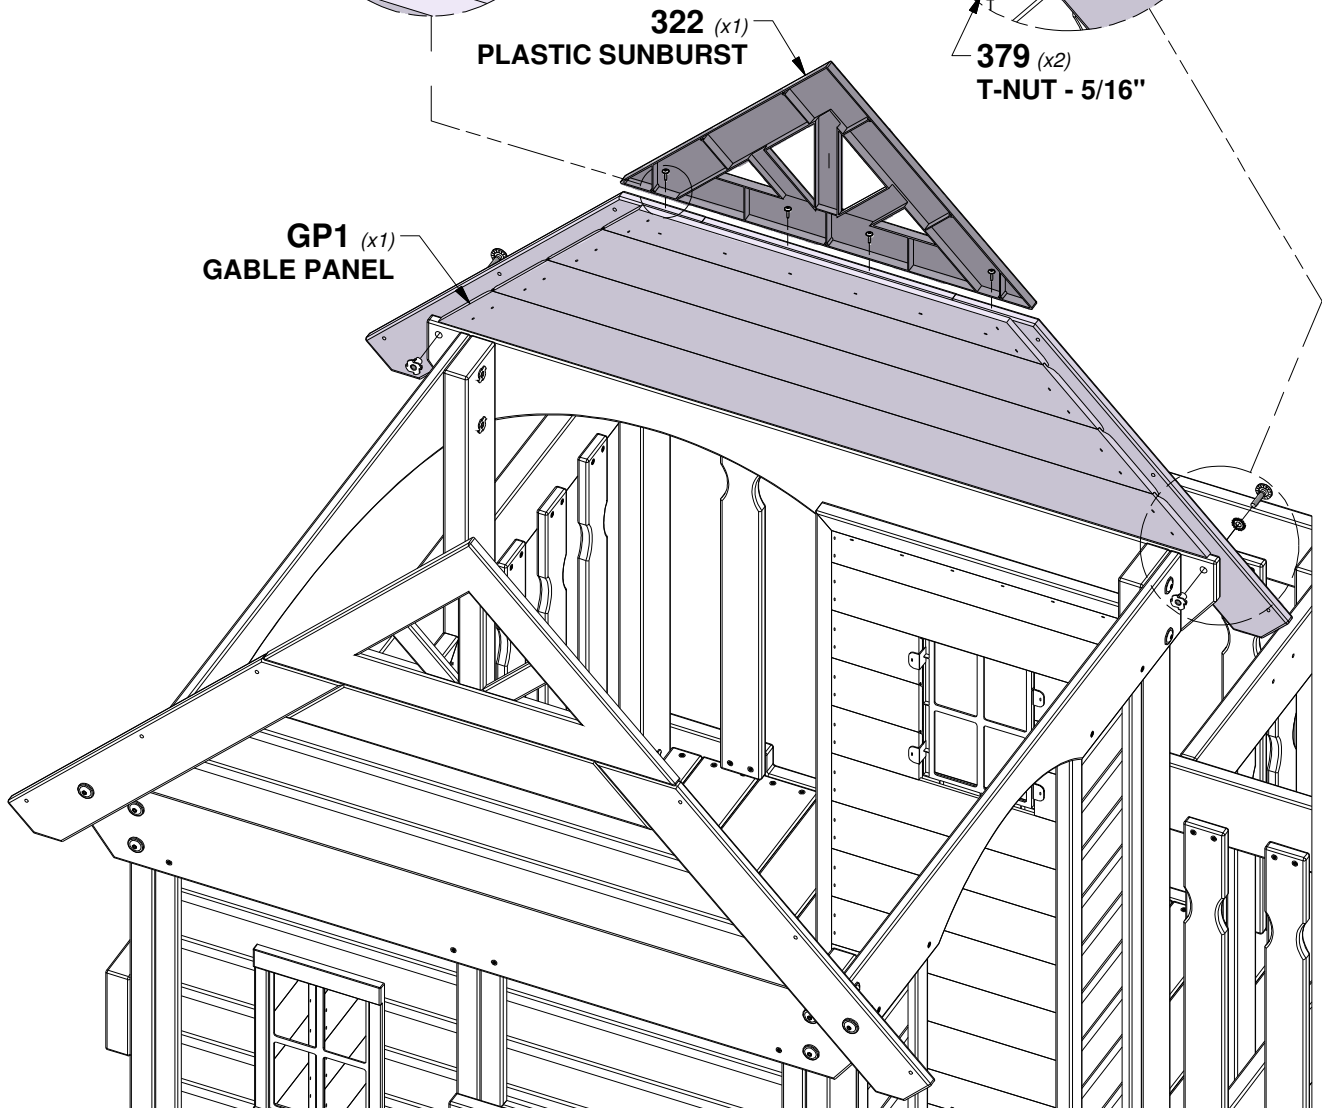 322 (x1)
PLASTIC SUNBURST
379 (x2)
T-NUT - 5/16"
GP1 (x1)
GABLE PANEL